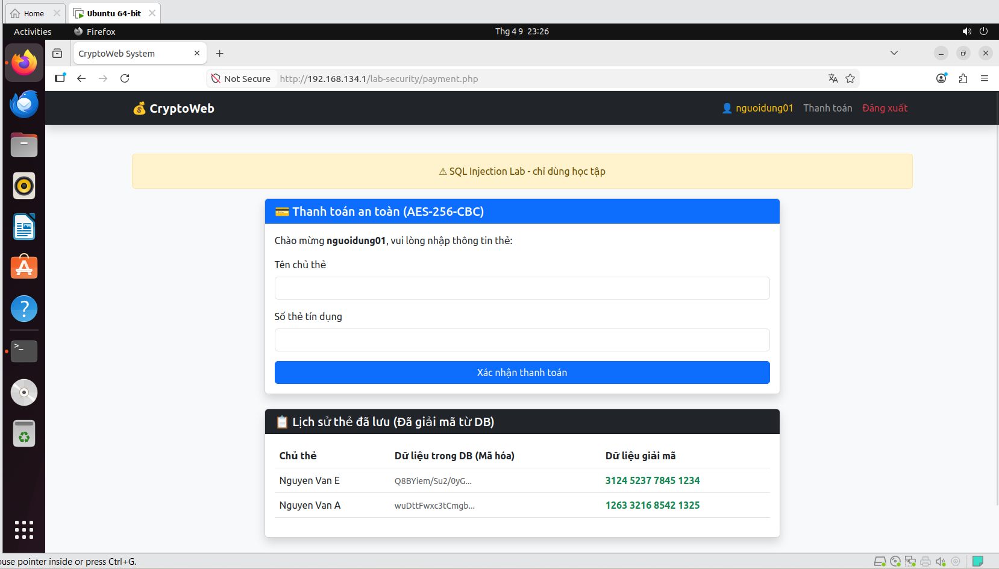 Home
Ubuntu 64-bit
Activities
Firefox
Thg 4 9 23:26
CryptoWeb System
Not Secure
http://192.168.134.1/lab-security/payment.php
💰 CryptoWeb
👤 nguoidung01
Thanh toán
Đăng xuất
⚠ SQL Injection Lab - chỉ dùng học tập
💳 Thanh toán an toàn (AES-256-CBC)
Chào mừng nguoidung01, vui lòng nhập thông tin thẻ:
Tên chủ thẻ
Số thẻ tín dụng
Xác nhận thanh toán
📋 Lịch sử thẻ đã lưu (Đã giải mã từ DB)
Chủ thẻ Dữ liệu trong DB (Mã hóa) Dữ liệu giải mã
Nguyen Van E Q8BYiem/Su2/0yG... 3124 5237 7845 1234
Nguyen Van A wuDttFwxc3tCmgb... 1263 3216 8542 1325
ouse pointer inside or press Ctrl+G.